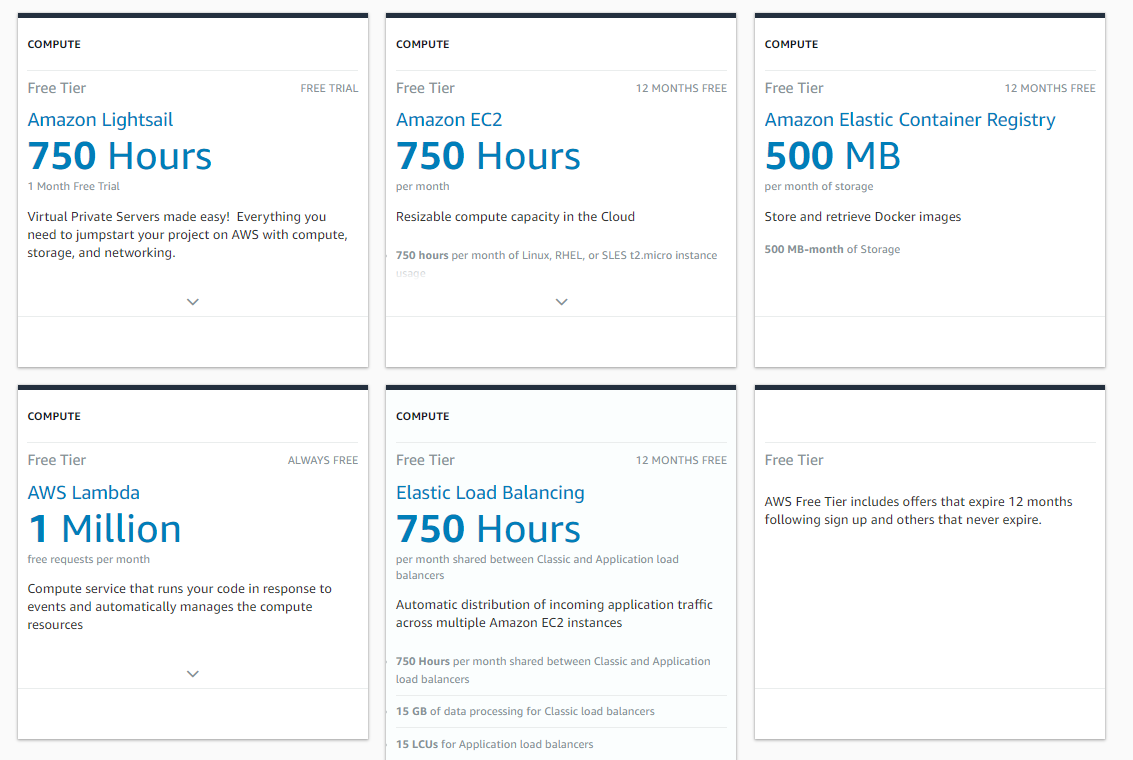 COMPUTE
Free Tier FREE TRIAL
Amazon Lightsail
750 Hours
1 Month Free Trial
Virtual Private Servers made easy!  Everything you
need to jumpstart your project on AWS with compute,
storage, and networking.
COMPUTE
Free Tier 12 MONTHS FREE
Amazon EC2
750 Hours
per month
Resizable compute capacity in the Cloud
750 hours per month of Linux, RHEL, or SLES t2.micro instance
usage
COMPUTE
Free Tier 12 MONTHS FREE
Amazon Elastic Container Registry
500 MB
per month of storage
Store and retrieve Docker images
500 MB-month of Storage
COMPUTE
Free Tier ALWAYS FREE
AWS Lambda
1 Million
free requests per month
Compute service that runs your code in response to
events and automatically manages the compute
resources
COMPUTE
Free Tier 12 MONTHS FREE
Elastic Load Balancing
750 Hours
per month shared between Classic and Application load
balancers
Automatic distribution of incoming application traffic
across multiple Amazon EC2 instances
750 Hours per month shared between Classic and Application
load balancers
15 GB of data processing for Classic load balancers
15 LCUs for Application load balancers
Free Tier
AWS Free Tier includes offers that expire 12 months
following sign up and others that never expire.